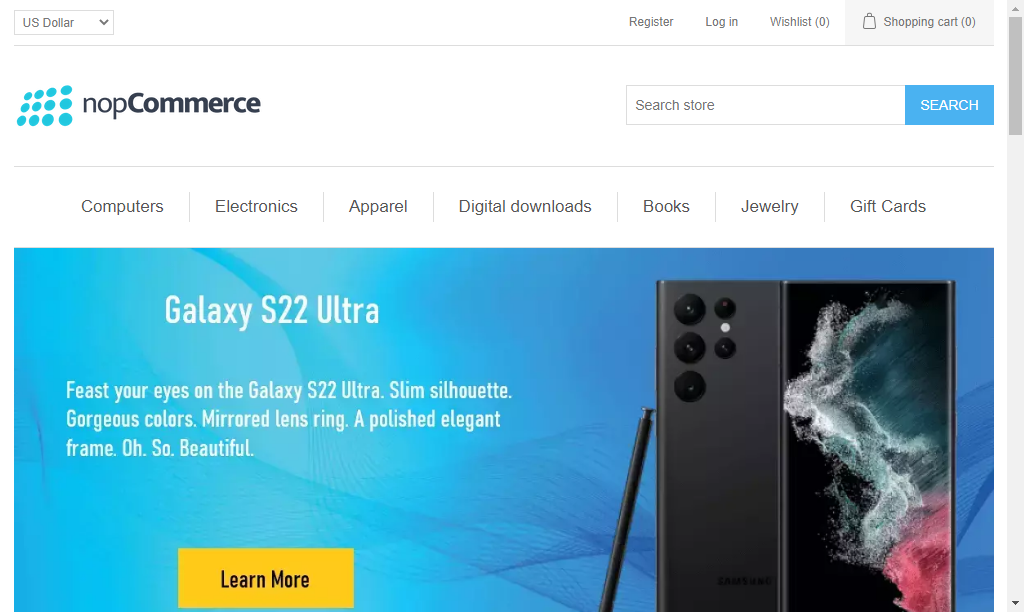 US Dollar
Register
Log in
Wishlist (0)
Shopping cart (0)
nopCommerce
Search store
SEARCH
Computers
Electronics
Apparel
Digital downloads
Books
Jewelry
Gift Cards
Galaxy S22 Ultra
Feast your eyes on the Galaxy S22 Ultra. Slim silhouette.
Gorgeous colors. Mirrored lens ring. A polished elegant
frame. Oh. So. Beautiful.
Learn More
SAMSUNG